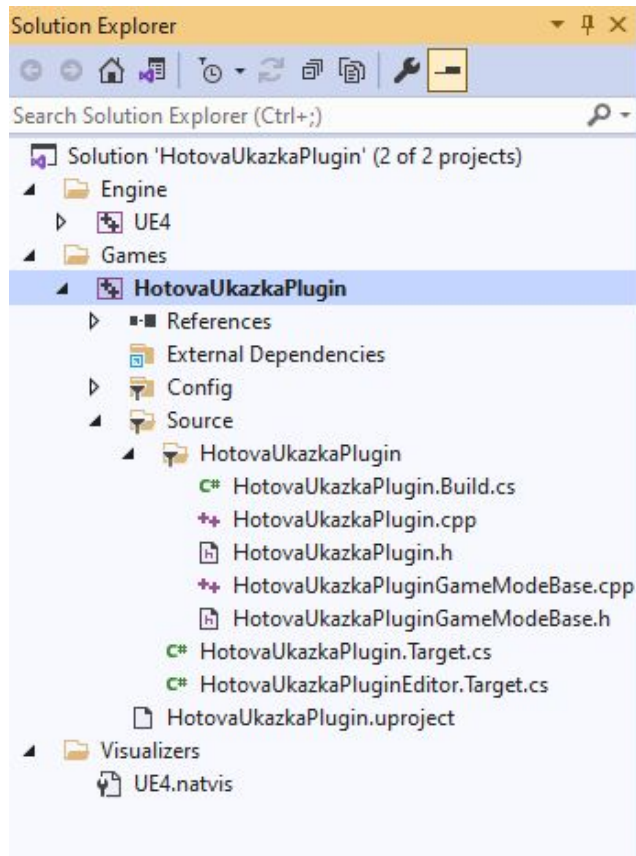 Solution Explorer
Search Solution Explorer (Ctrl+;)
Solution 'HotovaUkazkaPlugin' (2 of 2 projects)
Engine
UE4
Games
HotovaUkazkaPlugin
References
External Dependencies
Config
Source
HotovaUkazkaPlugin
C# HotovaUkazkaPlugin.Build.cs
++ HotovaUkazkaPlugin.cpp
h HotovaUkazkaPlugin.h
++ HotovaUkazkaPluginGameModeBase.cpp
h HotovaUkazkaPluginGameModeBase.h
C# HotovaUkazkaPlugin.Target.cs
C# HotovaUkazkaPluginEditor.Target.cs
HotovaUkazkaPlugin.uproject
Visualizers
UE4.natvis